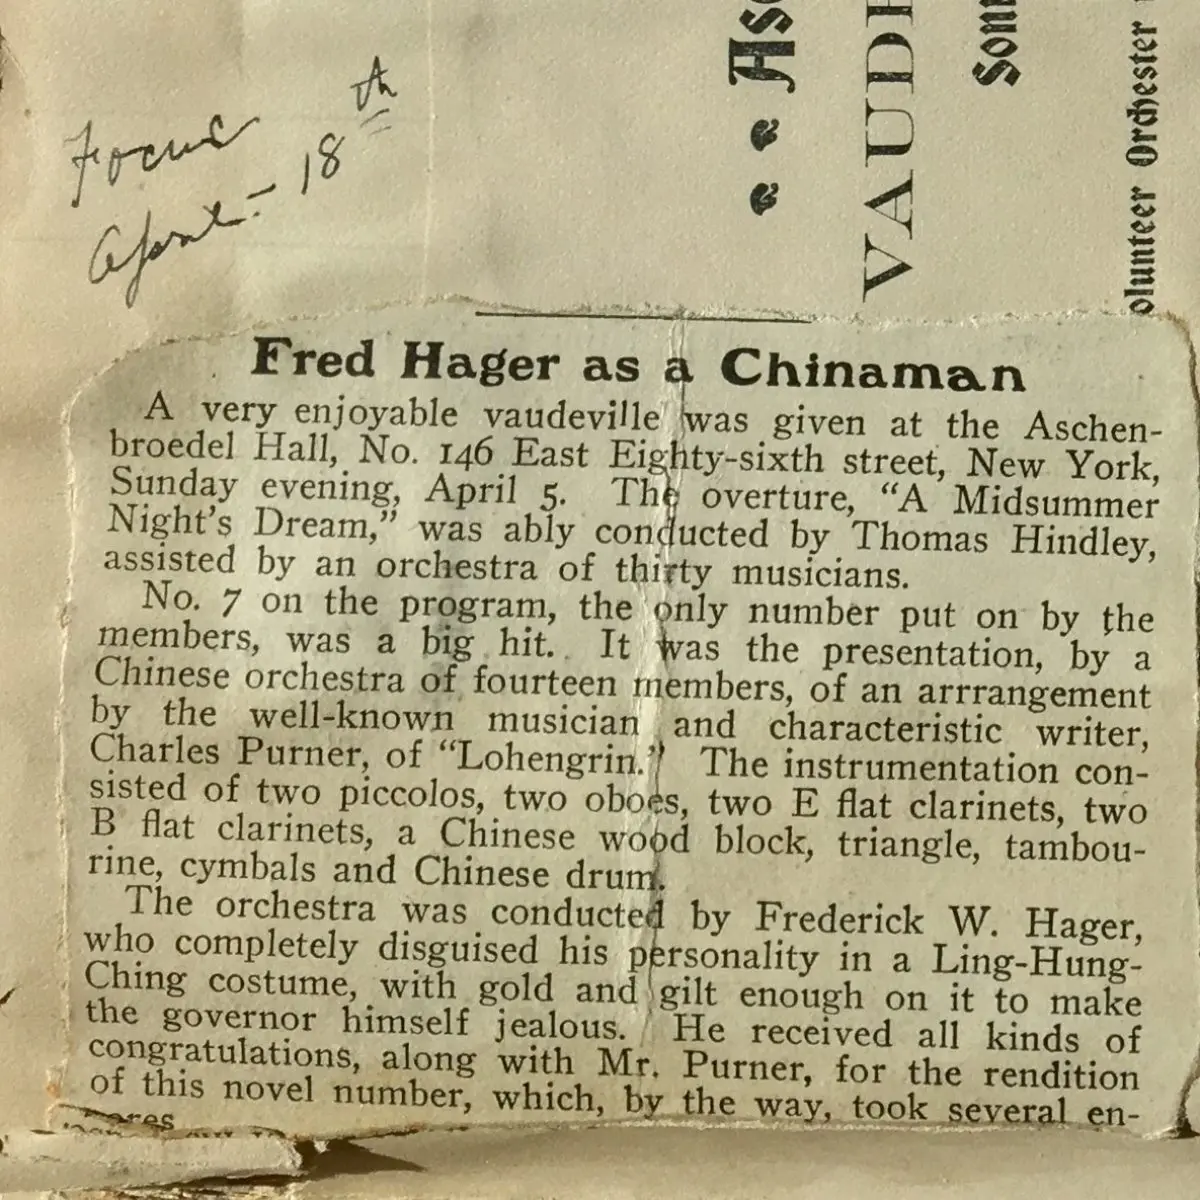 Focus
April - 18th
Aso
VAUD
Som
olunteer Orchester
Fred Hager as a Chinaman
A very enjoyable vaudeville was given at the Aschen-
broedel Hall, No. 146 East Eighty-sixth street, New York,
Sunday evening, April 5. The overture, “A Midsummer
Night's Dream,” was ably conducted by Thomas Hindley,
assisted by an orchestra of thirty musicians.
No. 7 on the program, the only number put on by the
members, was a big hit. It was the presentation, by a
Chinese orchestra of fourteen members, of an arrrangement
by the well-known musician and characteristic writer,
Charles Purner, of “Lohengrin.” The instrumentation con-
sisted of two piccolos, two oboes, two E flat clarinets, two
B flat clarinets, a Chinese wood block, triangle, tambou-
rine, cymbals and Chinese drum.
The orchestra was conducted by Frederick W. Hager,
who completely disguised his personality in a Ling-Hung-
Ching costume, with gold and gilt enough on it to make
the governor himself jealous. He received all kinds of
congratulations, along with Mr. Purner, for the rendition
of this novel number, which, by the way, took several en-
ores